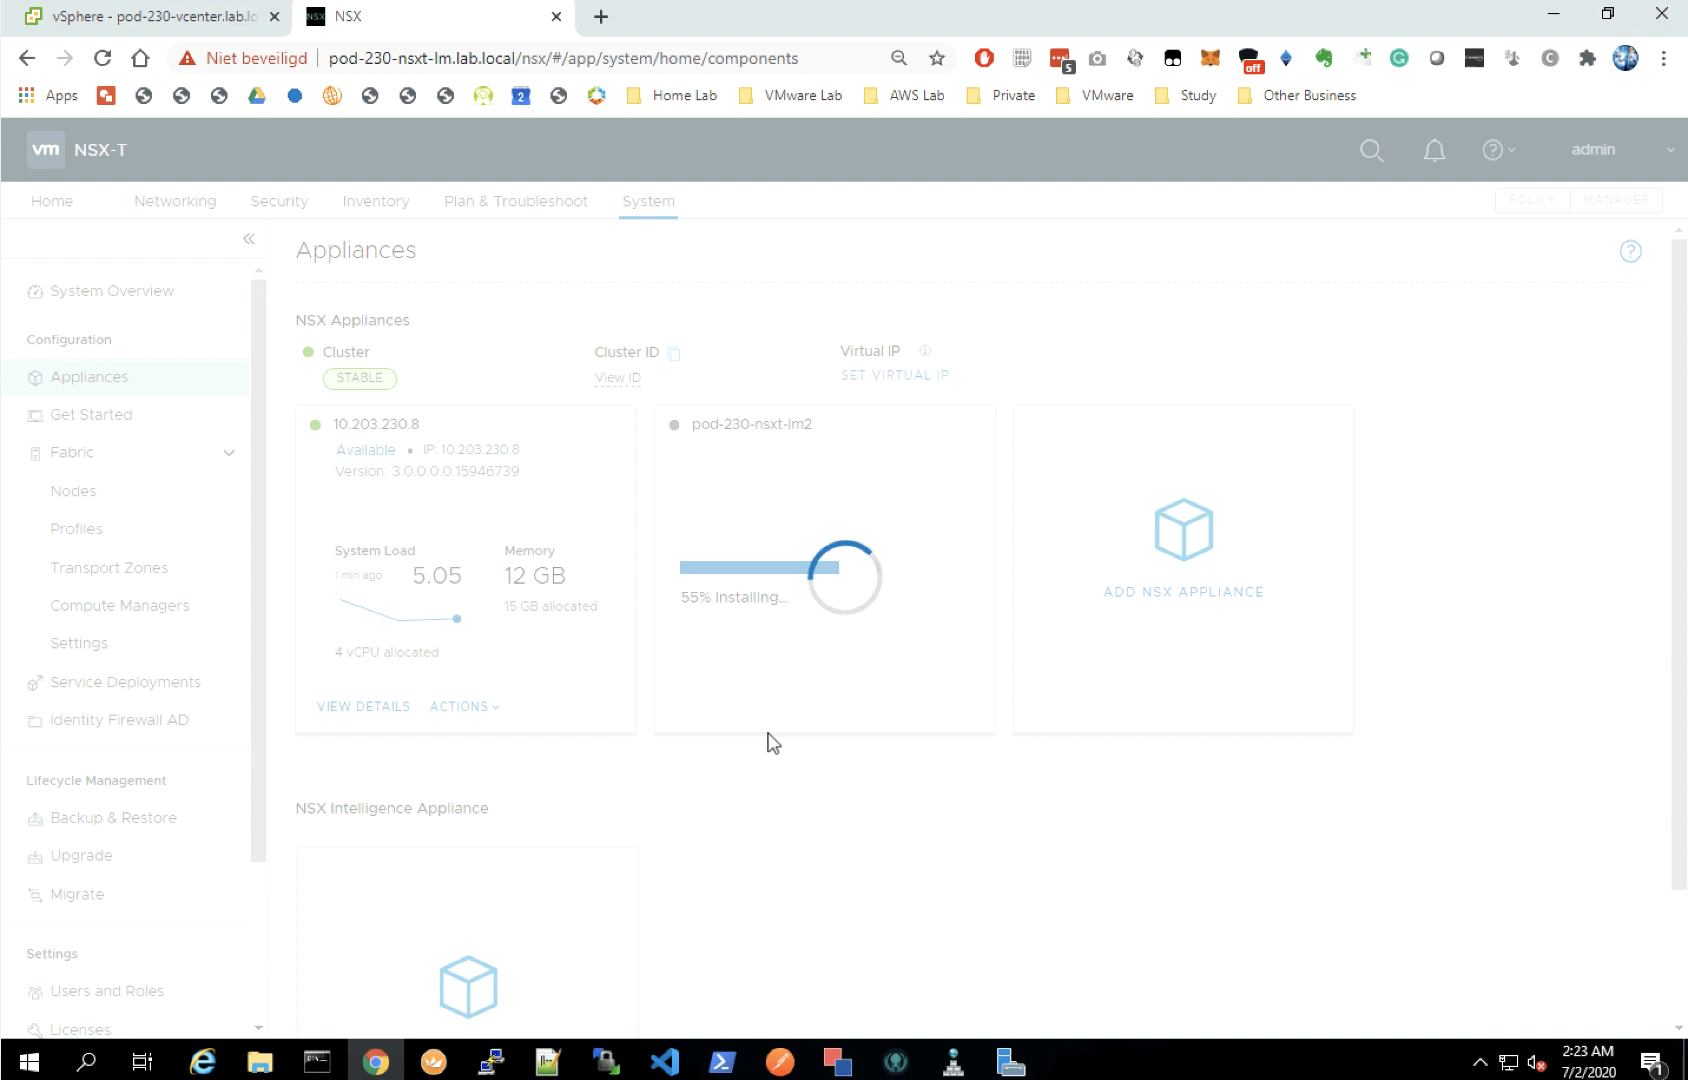 vSphere - pod-230-vcenter.lab.lo
NSX
NSX
Niet beveiligd
pod-230-nsxt-lm.lab.local/nsx/#/app/system/home/components
5
off
Apps
2
Home Lab
VMware Lab
AWS Lab
Private
VMware
Study
Other Business
vm NSX-T
admin
Home
Networking
Security
Inventory
Plan & Troubleshoot
System
POLICY
MANAGER
Appliances
System Overview
Configuration
Appliances
Get Started
Fabric
Nodes
Profiles
Transport Zones
Compute Managers
Settings
Service Deployments
Identity Firewall AD
Lifecycle Management
Backup & Restore
Upgrade
Migrate
Settings
Users and Roles
Licenses
NSX Appliances
Cluster
STABLE
Cluster ID
View ID
Virtual IP
SET VIRTUAL IP
10.203.230.8
Available • IP: 10.203.230.8
Version: 3.0.0.0.0.15946739
System Load
1 min ago
5.05
4 vCPU allocated
Memory
12 GB
15 GB allocated
VIEW DETAILS
ACTIONS
pod-230-nsxt-lm2
55% Installing...
ADD NSX APPLIANCE
NSX Intelligence Appliance
2:23 AM
7/2/2020
1